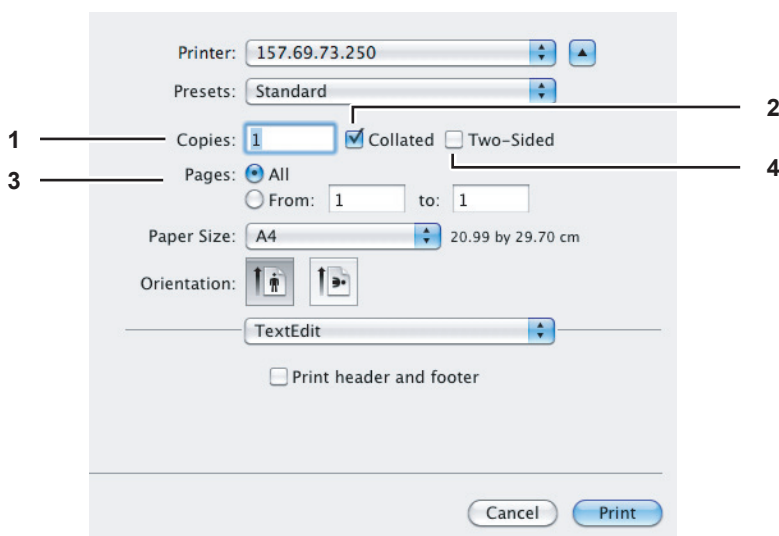 Printer: 157.69.73.250
Presets: Standard
2
1 Copies: 1 Collated Two-Sided
4
3 Pages: All
From: 1 to: 1
Paper Size: A4 20.99 by 29.70 cm
Orientation:
TextEdit
Print header and footer
Cancel Print